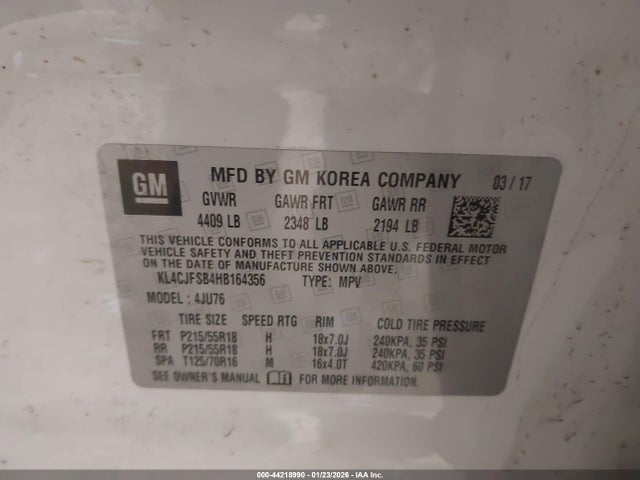 GM
MFD BY GM KOREA COMPANY 03 / 17
GVWR GAWR FRT GAWR RR
4409 LB 2348 LB 2194 LB
THIS VEHICLE CONFORMS TO ALL APPLICABLE U.S. FEDERAL MOTOR
VEHICLE SAFETY AND THEFT PREVENTION STANDARDS IN EFFECT ON
THE DATE OF MANUFACTURE SHOWN ABOVE.
KL4CJFSB4HB164356 TYPE: MPV
MODEL : 4JU76
TIRE SIZE SPEED RTG RIM COLD TIRE PRESSURE
FRT P215/55R18 H 18x7.0J 240KPA, 35 PSI
RR P215/55R18 H 18x7.0J 240KPA, 35 PSI
SPA T125/70R16 M 16x4.0T 420KPA, 60 PSI
SEE OWNER'S MANUAL FOR MORE INFORMATION.
000-44218990 - 01/23/2026 - IAA Inc.